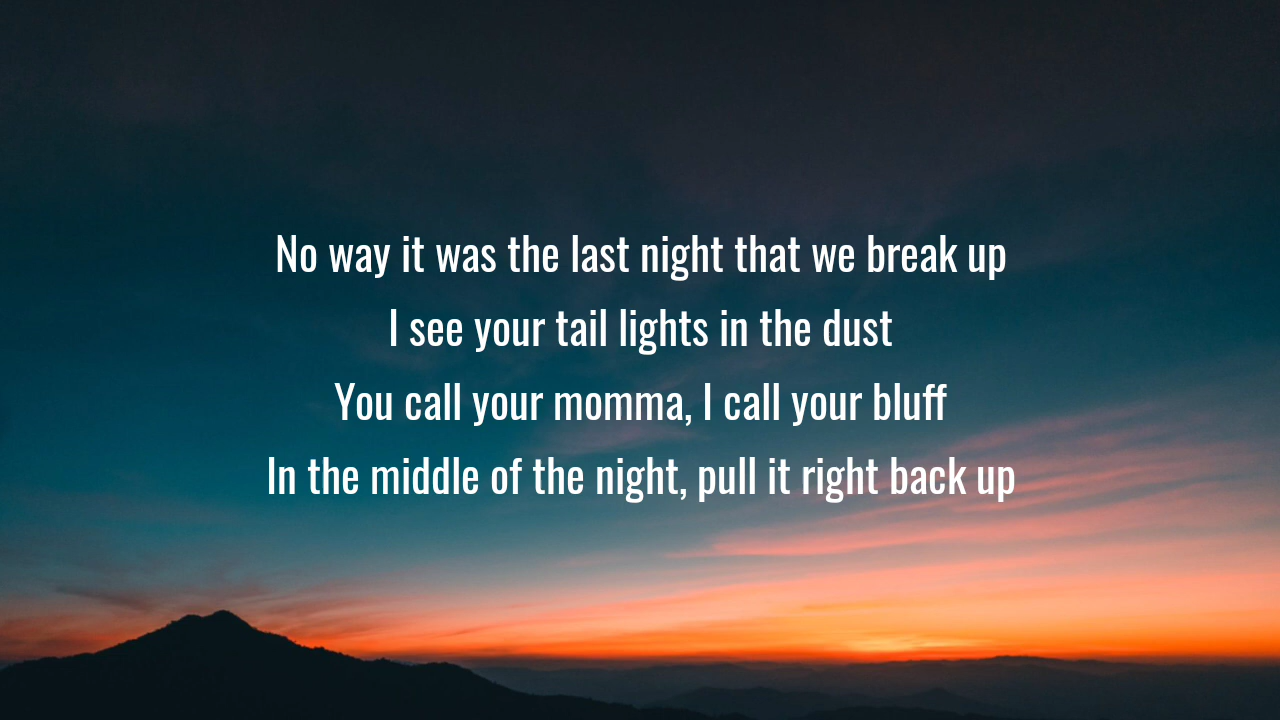 No way it was the last night that we break up
I see your tail lights in the dust
You call your momma, I call your bluff
In the middle of the night, pull it right back up